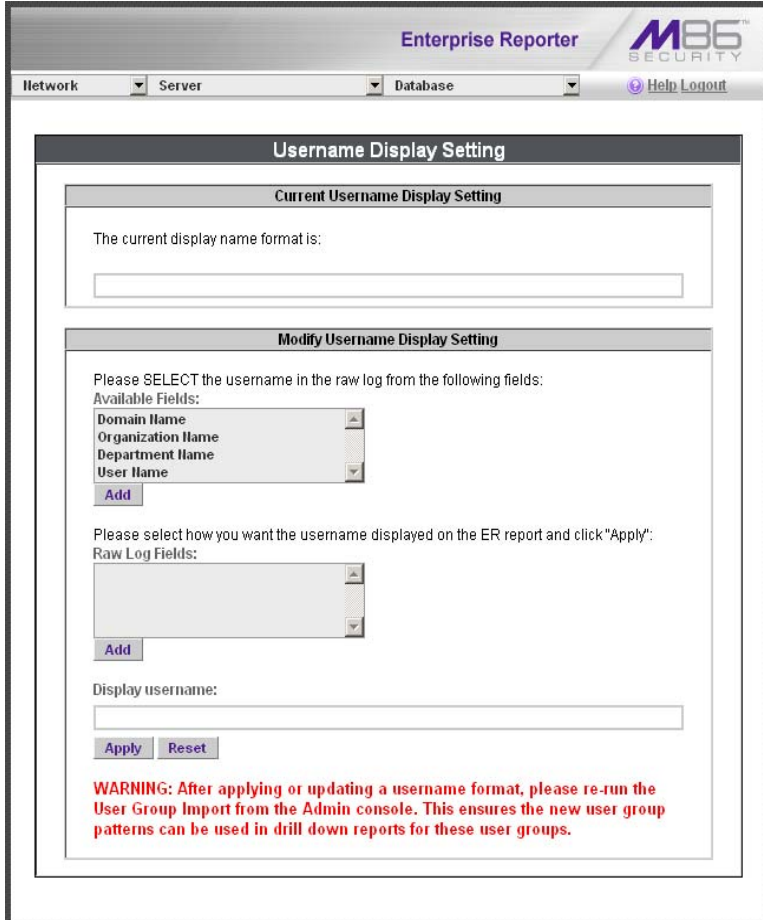 Enterprise Reporter
M86™
SECURITY
Network Server Database Help Logout
Username Display Setting
Current Username Display Setting
The current display name format is:
Modify Username Display Setting
Please SELECT the username in the raw log from the following fields:
Available Fields:
Domain Name
Organization Name
Department Name
User Name
Add
Please select how you want the username displayed on the ER report and click "Apply":
Raw Log Fields:
Add
Display username:
Apply Reset
WARNING: After applying or updating a username format, please re-run the
User Group Import from the Admin console. This ensures the new user group
patterns can be used in drill down reports for these user groups.